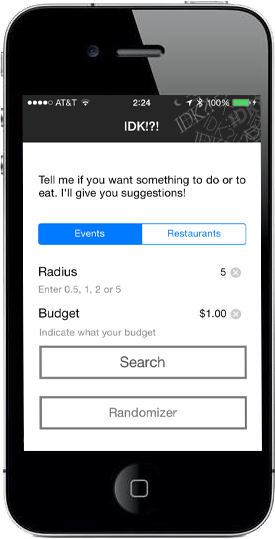 AT&T 2:24 100%
IDK!?!
Tell me if you want something to do or to
eat. I'll give you suggestions!
Events Restaurants
Radius 5
Enter 0.5, 1, 2 or 5
Budget $1.00
Indicate what your budget
Search
Randomizer